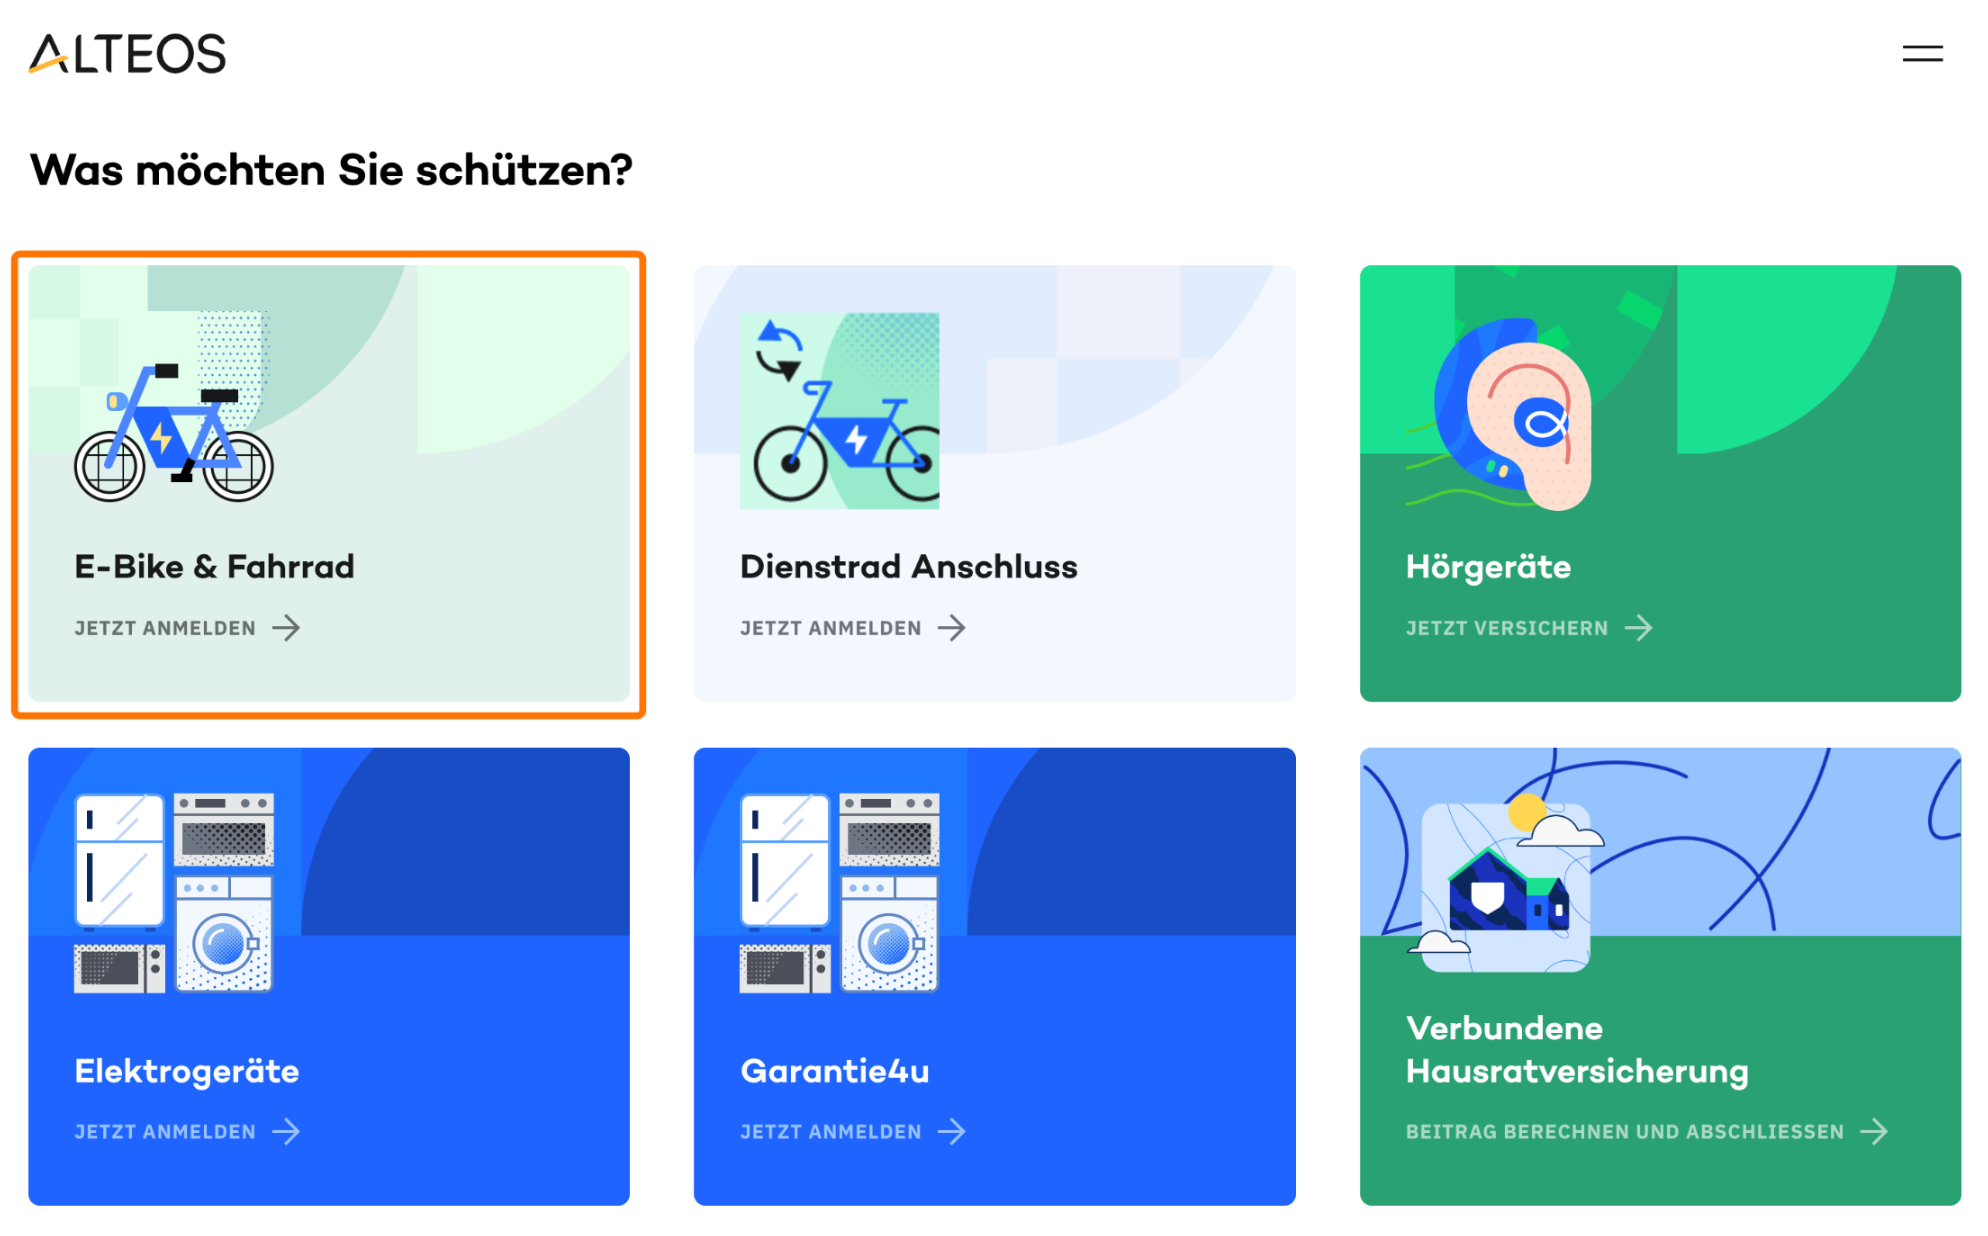 ALTEOS
Was möchten Sie schützen?
E-Bike & Fahrrad
JETZT ANMELDEN
Dienstrad Anschluss
JETZT ANMELDEN
Hörgeräte
JETZT VERSICHERN
Elektrogeräte
JETZT ANMELDEN
Garantie4u
JETZT ANMELDEN
Verbundene
Hausratversicherung
BEITRAG BERECHNEN UND ABSCHLIESSEN